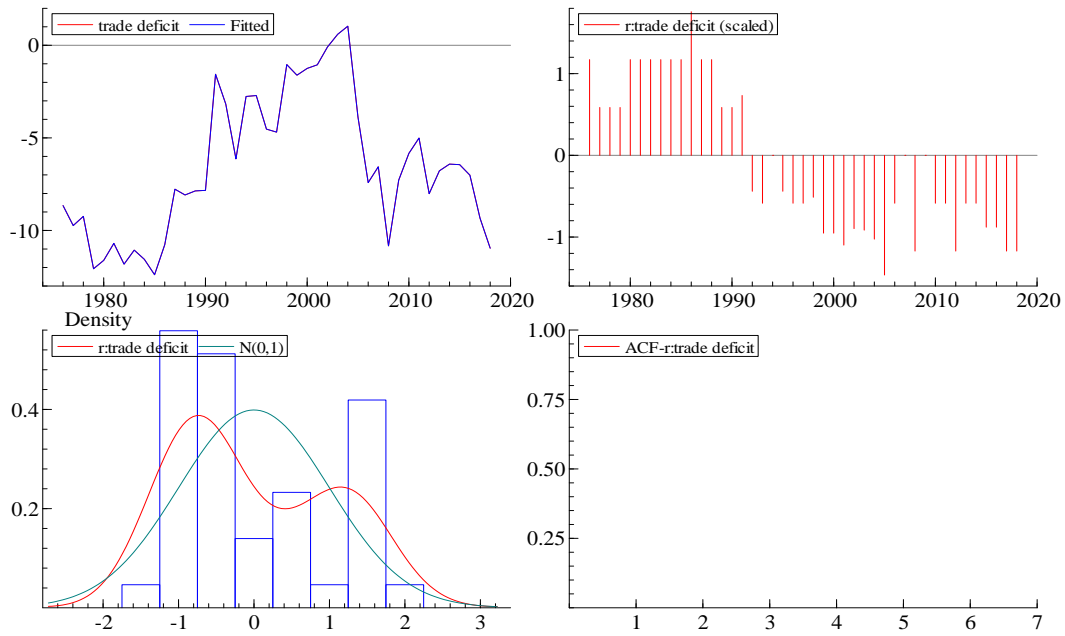 trade deficit Fitted
0
-5
-10
1980 1990 2000 2010 2020
r:trade deficit (scaled)
1
0
-1
1980 1990 2000 2010 2020
Density
r:trade deficit N(0,1)
0.4
0.2
-2 -1 0 1 2 3
1.00
ACF-r:trade deficit
0.75
0.50
0.25
0 1 2 3 4 5 6 7